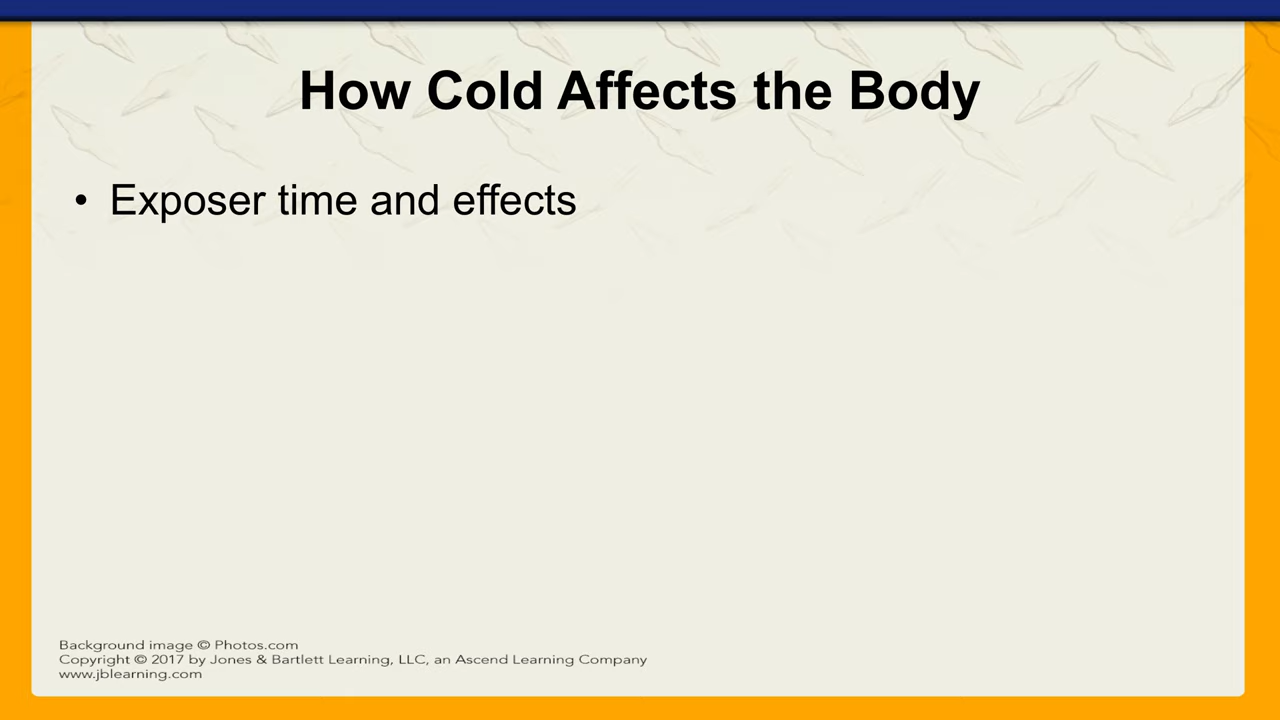 How Cold Affects the Body
• Exposer time and effects
Background image © Photos.com
Copyright © 2017 by Jones & Bartlett Learning, LLC, an Ascend Learning Company
www.jblearning.com